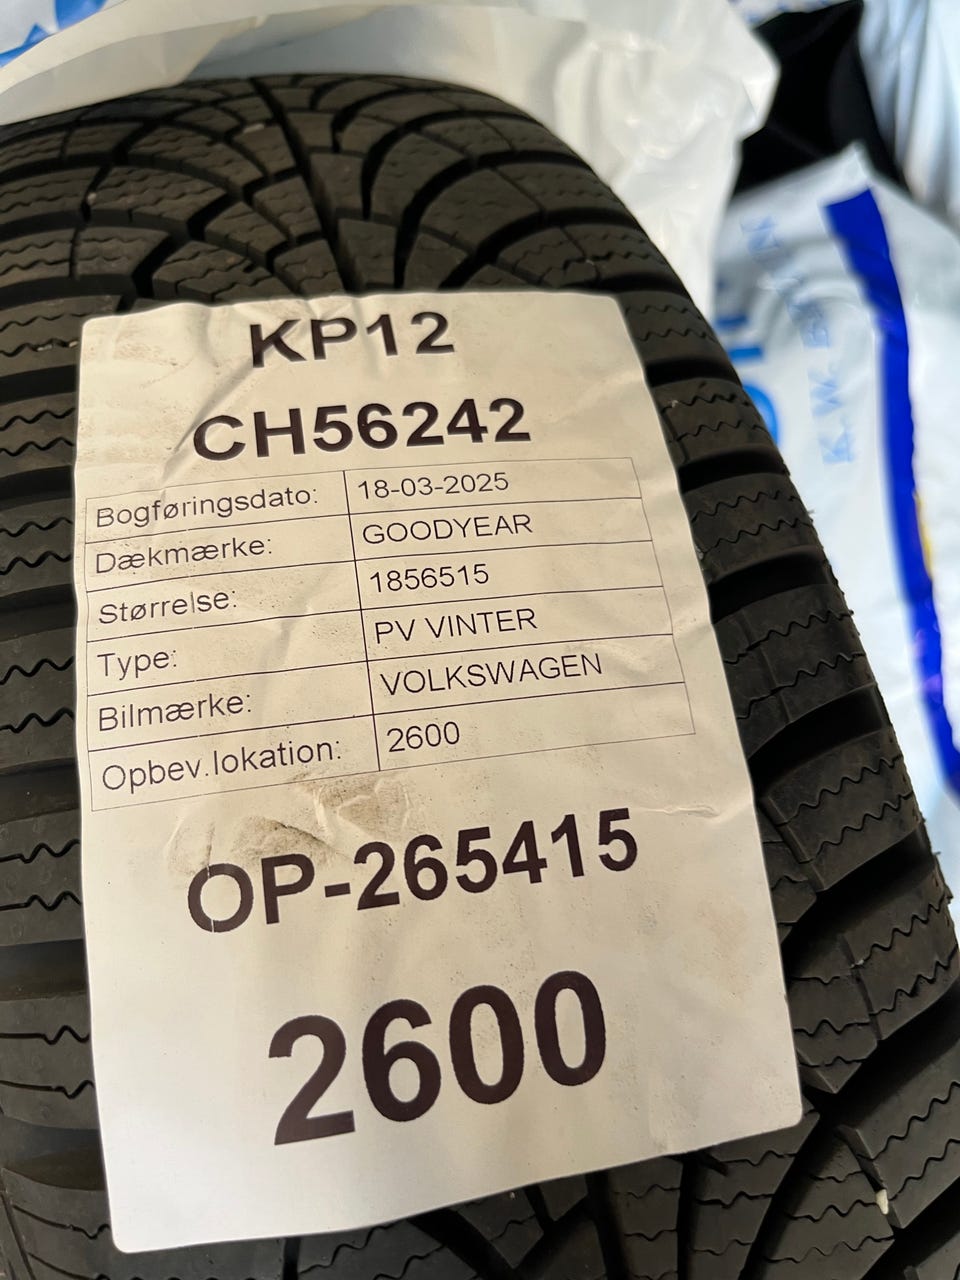 KP12
CH56242
Bogføringsdato: 18-03-2025
Dækmærke: GOODYEAR
Størrelse: 1856515
Type: PV VINTER
Bilmærke: VOLKSWAGEN
Opbev.lokation: 2600
OP-265415
2600